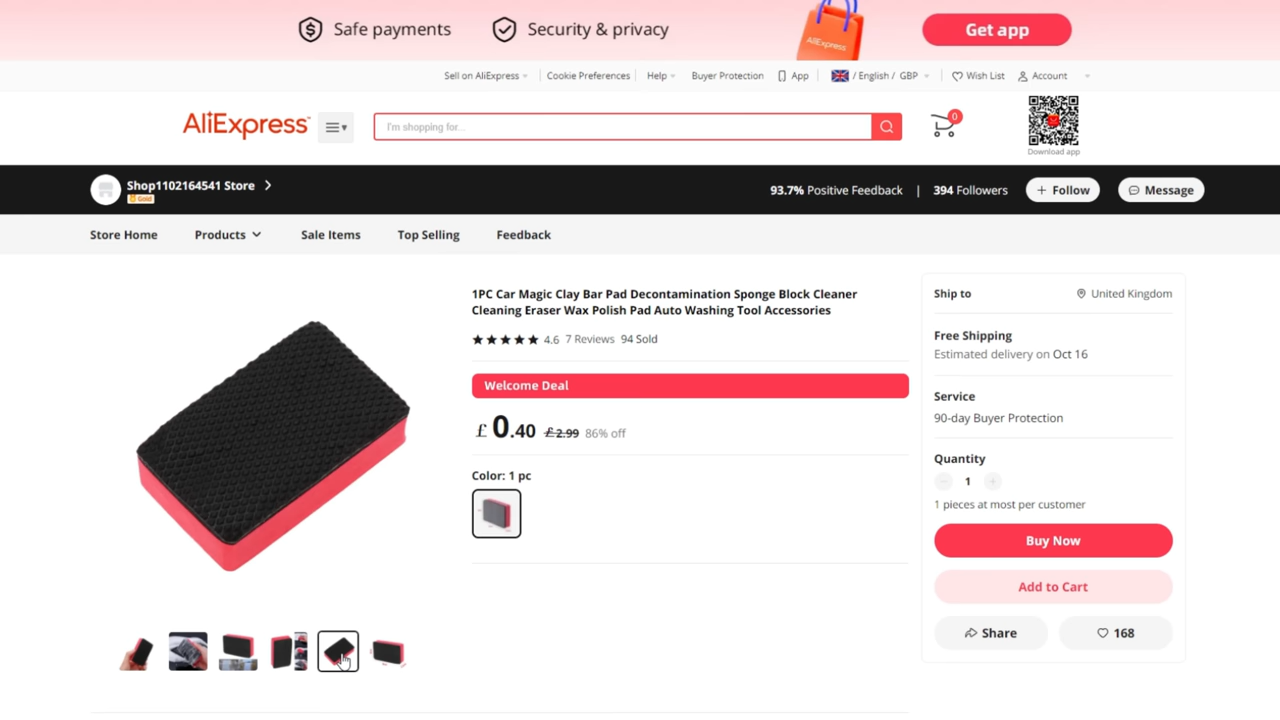 Safe payments
Security & privacy
AliExpress
Get app
Sell on AliExpress
Cookie Preferences
Help
Buyer Protection
App
/ English / GBP
Wish List
Account
AliExpress
I'm shopping for...
0
Download app
Shop1102164541 Store
Gold
93.7% Positive Feedback | 394 Followers
+ Follow
Message
Store Home
Products
Sale Items
Top Selling
Feedback
1PC Car Magic Clay Bar Pad Decontamination Sponge Block Cleaner
Cleaning Eraser Wax Polish Pad Auto Washing Tool Accessories
4.6 7 Reviews 94 Sold
Welcome Deal
£ 0.40 £2.99 86% off
Color: 1 pc
Ship to
United Kingdom
Free Shipping
Estimated delivery on Oct 16
Service
90-day Buyer Protection
Quantity
- 1 +
1 pieces at most per customer
Buy Now
Add to Cart
Share
168